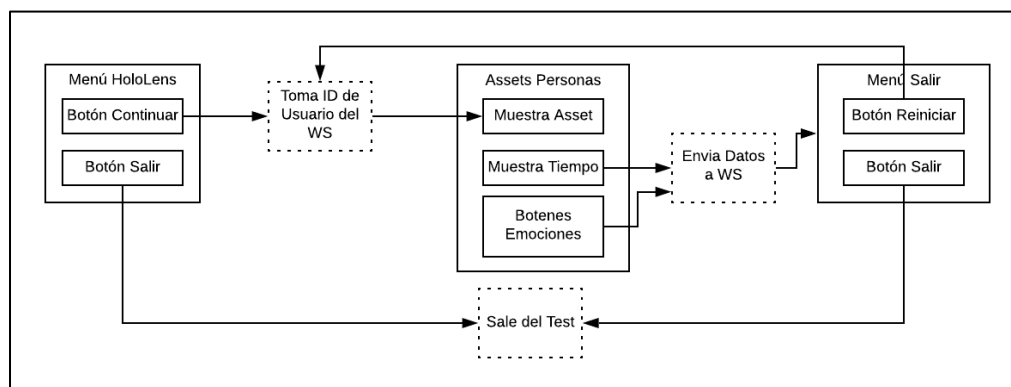 Menú HoloLens
Botón Continuar
Botón Salir
Toma ID de
Usuario del
WS
Assets Personas
Muestra Asset
Muestra Tiempo
Botenes
Emociones
Envia Datos
a WS
Menú Salir
Botón Reiniciar
Botón Salir
Sale del Test